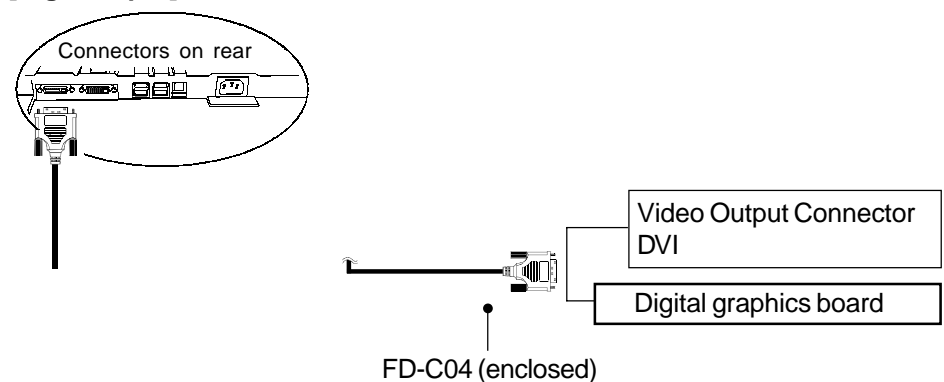 Connectors on rear
Video Output Connector
DVI
Digital graphics board
FD-C04 (enclosed)